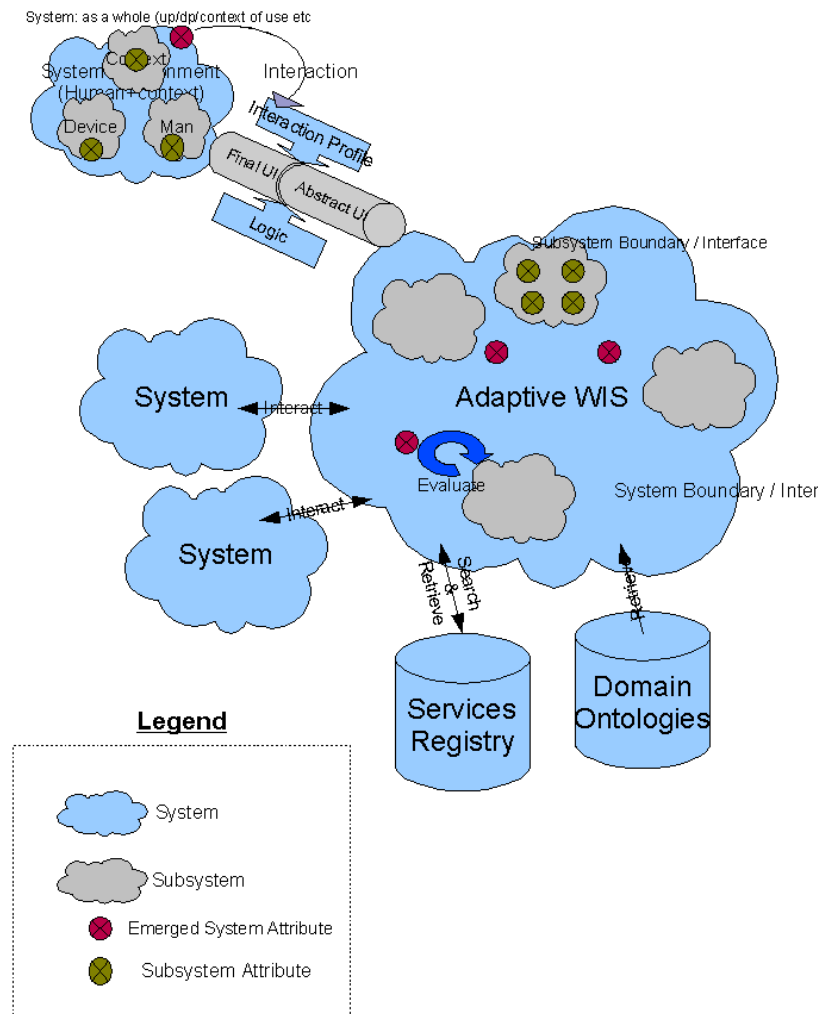 System: as a whole (up/dp/context of use etc
Context
System
nment
(Human+context)
Interaction
Device
Man
Interaction Profile
Final UI
Abstract UI
Logic
Subsystem Boundary / Interface
System
Interact
Adaptive WIS
Evaluate
System Boundary / Inter
Interact
System
Search
&
Retrieve
Retrieve
Services
Registry
Domain
Ontologies
Legend
System
Subsystem
Emerged System Attribute
Subsystem Attribute